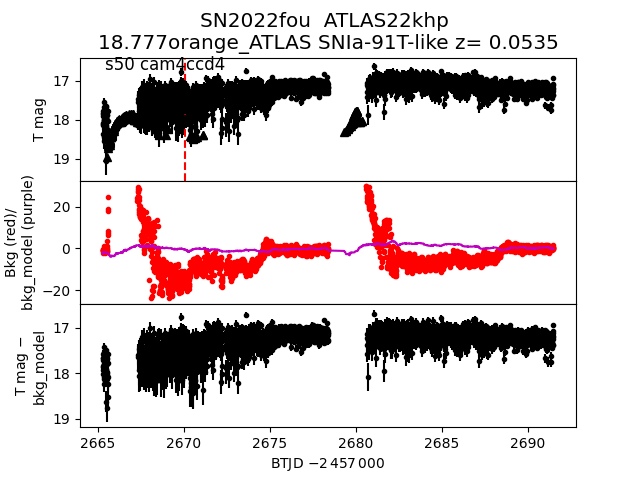 SN2022fou  ATLAS22khp
18.777orange_ATLAS SNIa-91T-like z= 0.0535
s50 cam4ccd4
17
18
19
T mag
20
0
−20
Bkg (red)/
bkg_model (purple)
17
18
19
T mag −
bkg_model
2665
2670
2675
2680
2685
2690
BTJD −2 457 000